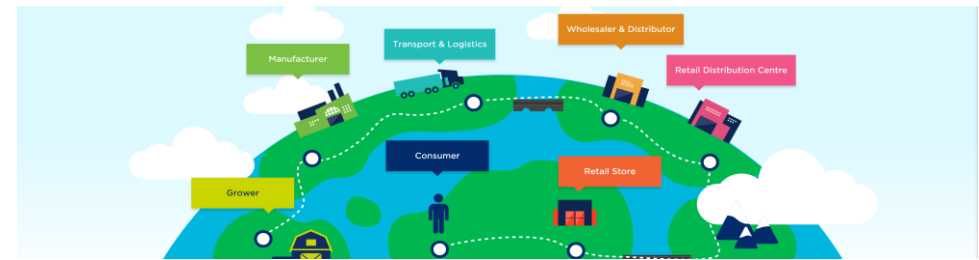 Wholesaler & Distributor
Transport & Logistics
Manufacturer
Retail Distribution Centre
Consumer
Retail Store
Grower